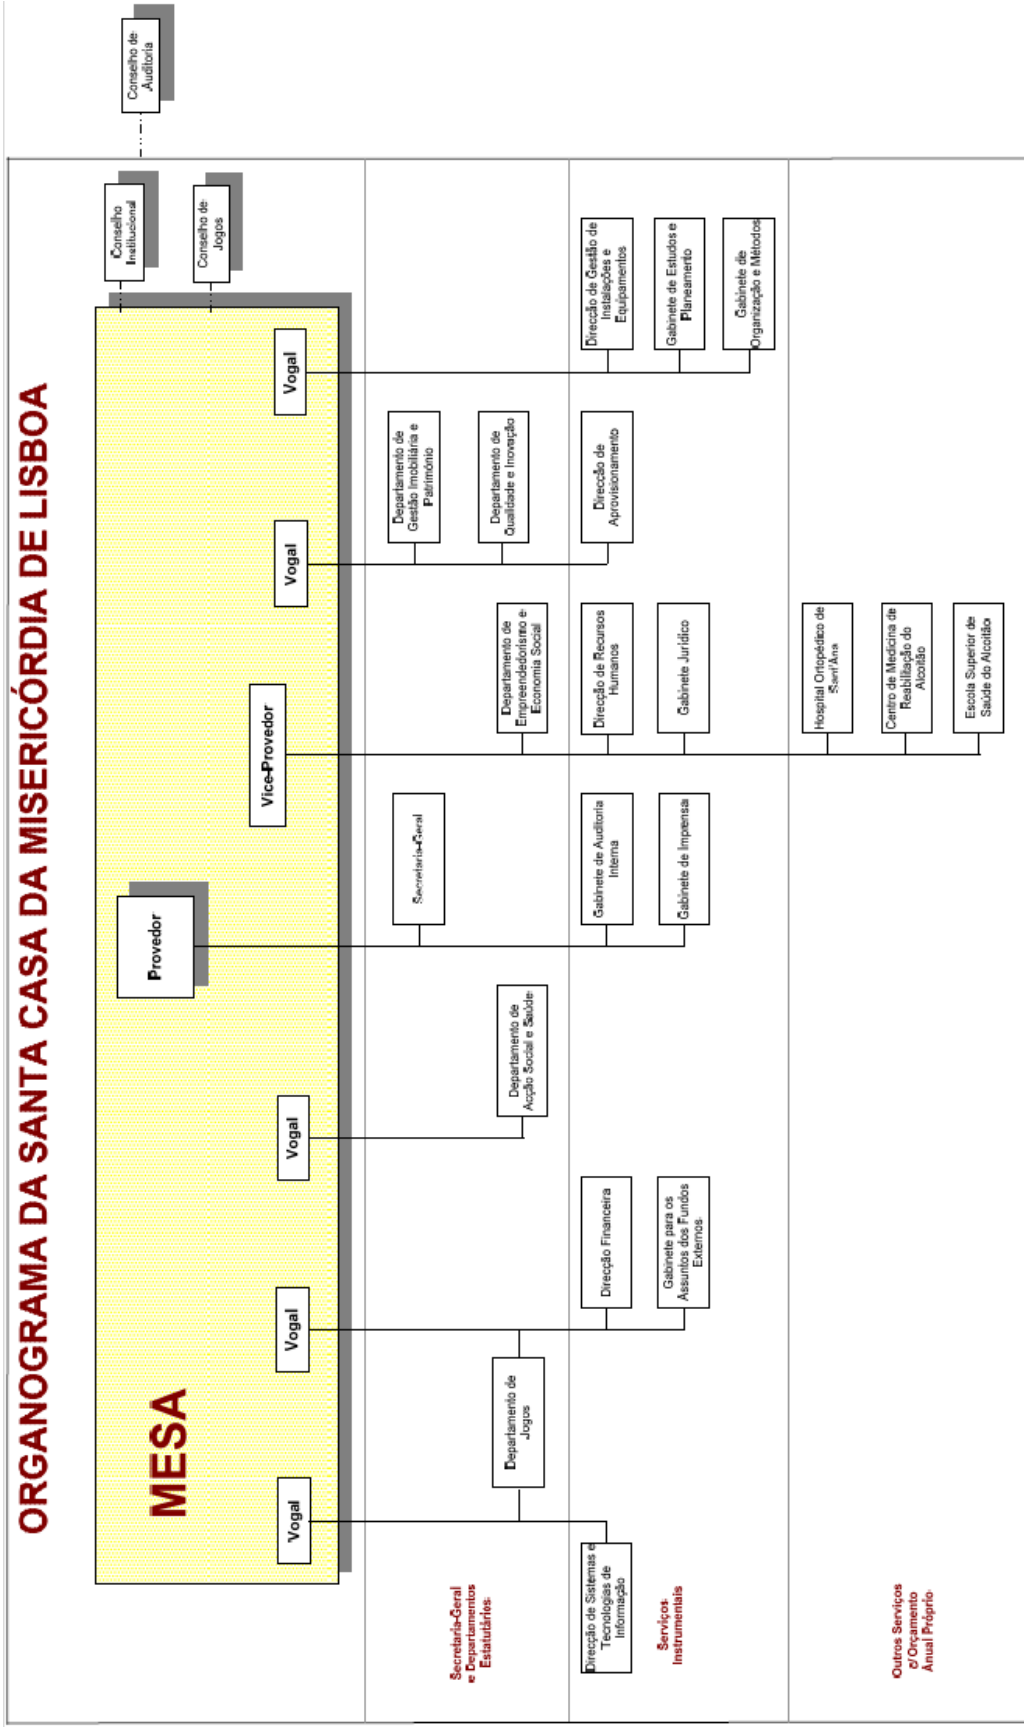 ORGANOGRAMA DA SANTA CASA DA MISERICÓRDIA DE LISBOA
Conselho de
Auditoria
Conselho
Institucional
Conselho de
Jogos
MESA
Provedor
Vice-Provedor
Vogal
Vogal
Vogal
Vogal
Vogal
Secretaria-Geral
e Departamentos
Estatutários
Departamento de
Jogos
Departamento de
Acção Social e Saúde
Secretaria-Geral
Departamento de
Empreendedorismo e
Economia Social
Departamento de
Gestão Imobiliária e
Património
Departamento de
Qualidade e Inovação
Serviços
Instrumentais
Direcção de Sistemas e
Tecnologias de
Informação
Direcção Financeira
Gabinete para os
Assuntos dos Fundos
Externos
Gabinete de Auditoria
Interna
Gabinete de Imprensa
Direcção de Recursos
Humanos
Gabinete Jurídico
Direcção de
Aprovisionamento
Direcção de Gestão de
Instalações e
Equipamentos
Gabinete de Estudos e
Planeamento
Gabinete de
Organização e Métodos
Outros Serviços
c/ Orçamento
Anual Próprio
Hospital Ortopédico de
Sant'Ana
Centro de Medicina de
Reabilitação do
Alcoitão
Escola Superior de
Saúde do Alcoitão